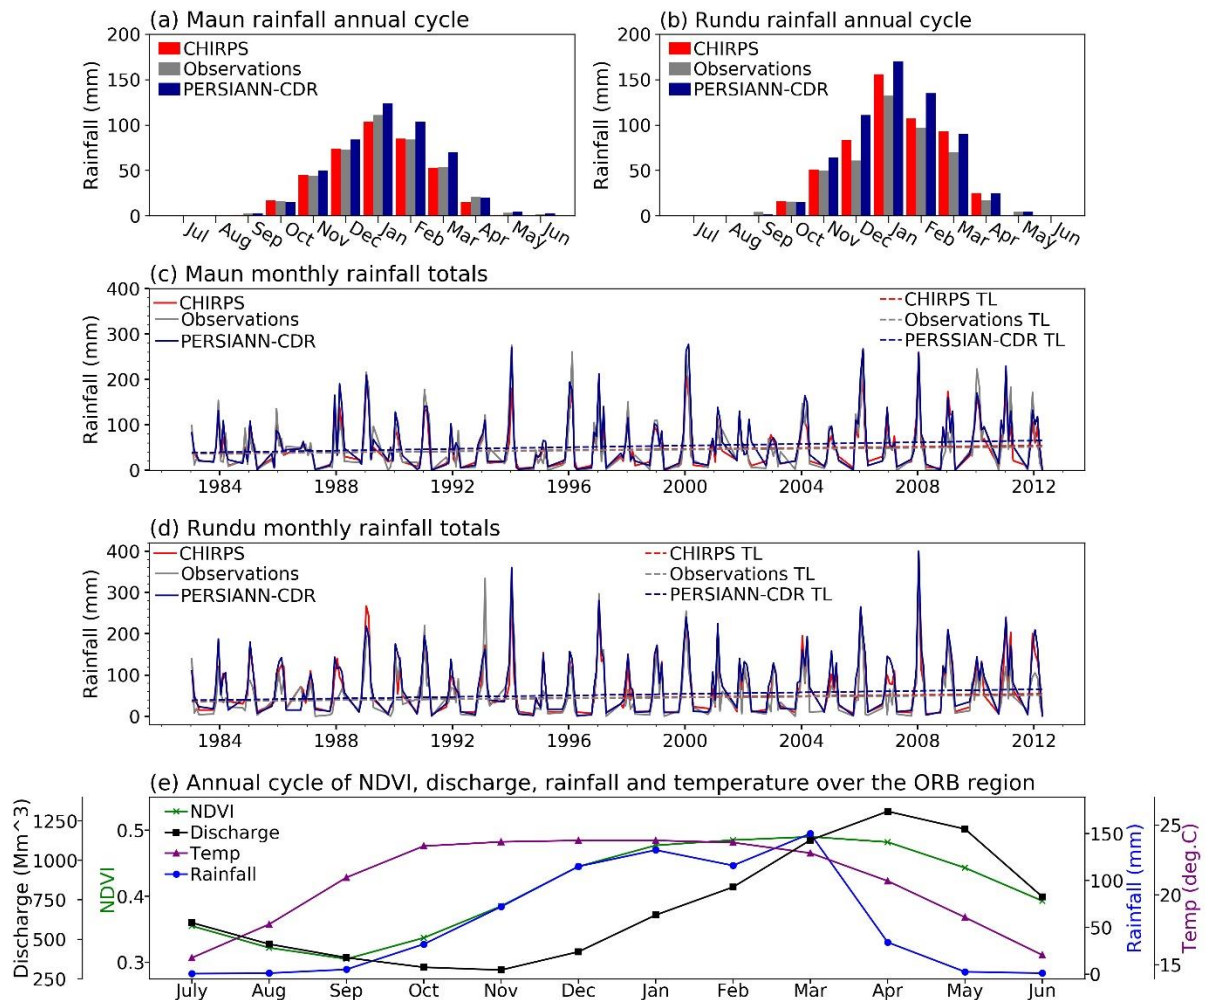 (a) Maun rainfall annual cycle
200
150
100
50
0
Rainfall (mm)
CHIRPS
Observations
PERSIANN-CDR
Jul
Aug
Sep
Oct
Nov
Dec
Jan
Feb
Mar
Apr
May
Jun
(b) Rundu rainfall annual cycle
200
150
100
50
0
Rainfall (mm)
CHIRPS
Observations
PERSIANN-CDR
Jul
Aug
Sep
Oct
Nov
Dec
Jan
Feb
Mar
Apr
May
Jun
(c) Maun monthly rainfall totals
400
300
200
100
0
Rainfall (mm)
CHIRPS
Observations
PERSIANN-CDR
CHIRPS TL
Observations TL
PERSSIAN-CDR TL
1984 1988 1992 1996 2000 2004 2008 2012
(d) Rundu monthly rainfall totals
400
300
200
100
0
Rainfall (mm)
CHIRPS
Observations
PERSIANN-CDR
CHIRPS TL
Observations TL
PERSIANN-CDR TL
1984 1988 1992 1996 2000 2004 2008 2012
(e) Annual cycle of NDVI, discharge, rainfall and temperature over the ORB region
Discharge (Mm^3)
1250
1000
750
500
250
NDVI
0.5
0.4
0.3
NDVI
Discharge
Temp
Rainfall
150
100
50
0
Rainfall (mm)
25
20
15
Temp (deg.C)
July Aug Sep Oct Nov Dec Jan Feb Mar Apr May Jun